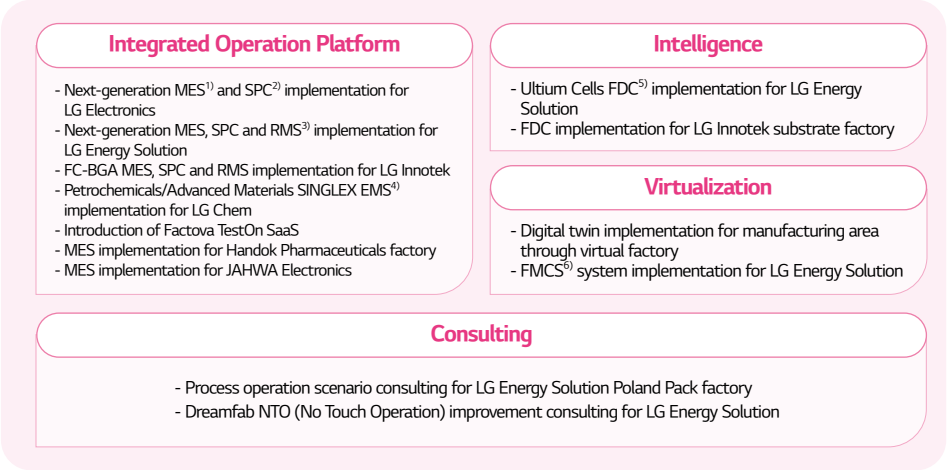 Integrated Operation Platform
- Next-generation MES1) and SPC2) implementation for
LG Electronics
- Next-generation MES, SPC and RMS3) implementation for
LG Energy Solution
- FC-BGA MES, SPC and RMS implementation for LG Innotek
- Petrochemicals/Advanced Materials SINGLEX EMS4)
implementation for LG Chem
- Introduction of Factova TestOn SaaS
- MES implementation for Handok Pharmaceuticals factory
- MES implementation for JAHWA Electronics
Intelligence
- Ultium Cells FDC5) implementation for LG Energy
Solution
- FDC implementation for LG Innotek substrate factory
Virtualization
- Digital twin implementation for manufacturing area
through virtual factory
- FMCS6) system implementation for LG Energy Solution
Consulting
- Process operation scenario consulting for LG Energy Solution Poland Pack factory
- Dreamfab NTO (No Touch Operation) improvement consulting for LG Energy Solution